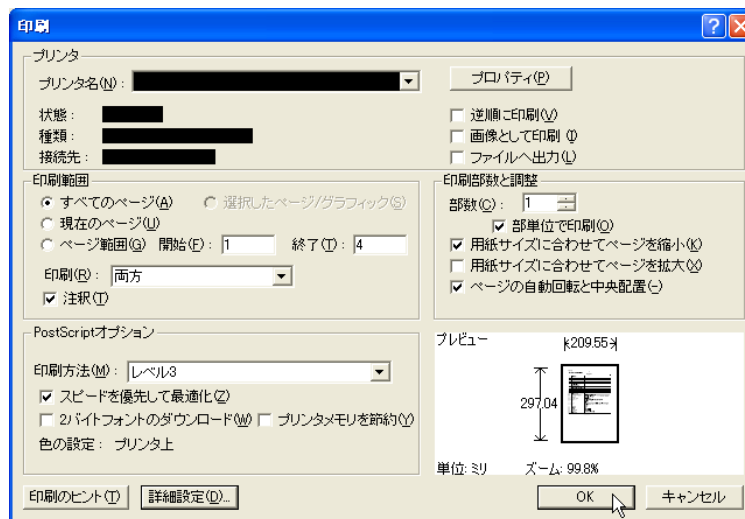 印刷
プリンタ
プリンタ名(N):
プロパティ(P)
状態:
種類:
接続先:
逆順に印刷(V)
画像として印刷(I)
ファイルへ出力(L)
印刷範囲
すべてのページ(A) 選択したページ/グラフィック(S)
現在のページ(U)
ページ範囲(G) 開始(F): 1 終了(T): 4
印刷(R): 両方
注釈(T)
印刷部数と調整
部数(C): 1
部単位で印刷(O)
用紙サイズに合わせてページを縮小(K)
用紙サイズに合わせてページを拡大(X)
ページの自動回転と中央配置(-)
PostScriptオプション
印刷方法(M): レベル3
スピードを優先して最適化(Z)
2バイトフォントのダウンロード(W) プリンタメモリを節約(Y)
色の設定: プリンタ上
プレビュー
209.55
297.04
単位: ミリ ズーム: 99.8%
印刷のヒント(T) 詳細設定(D)... OK キャンセル